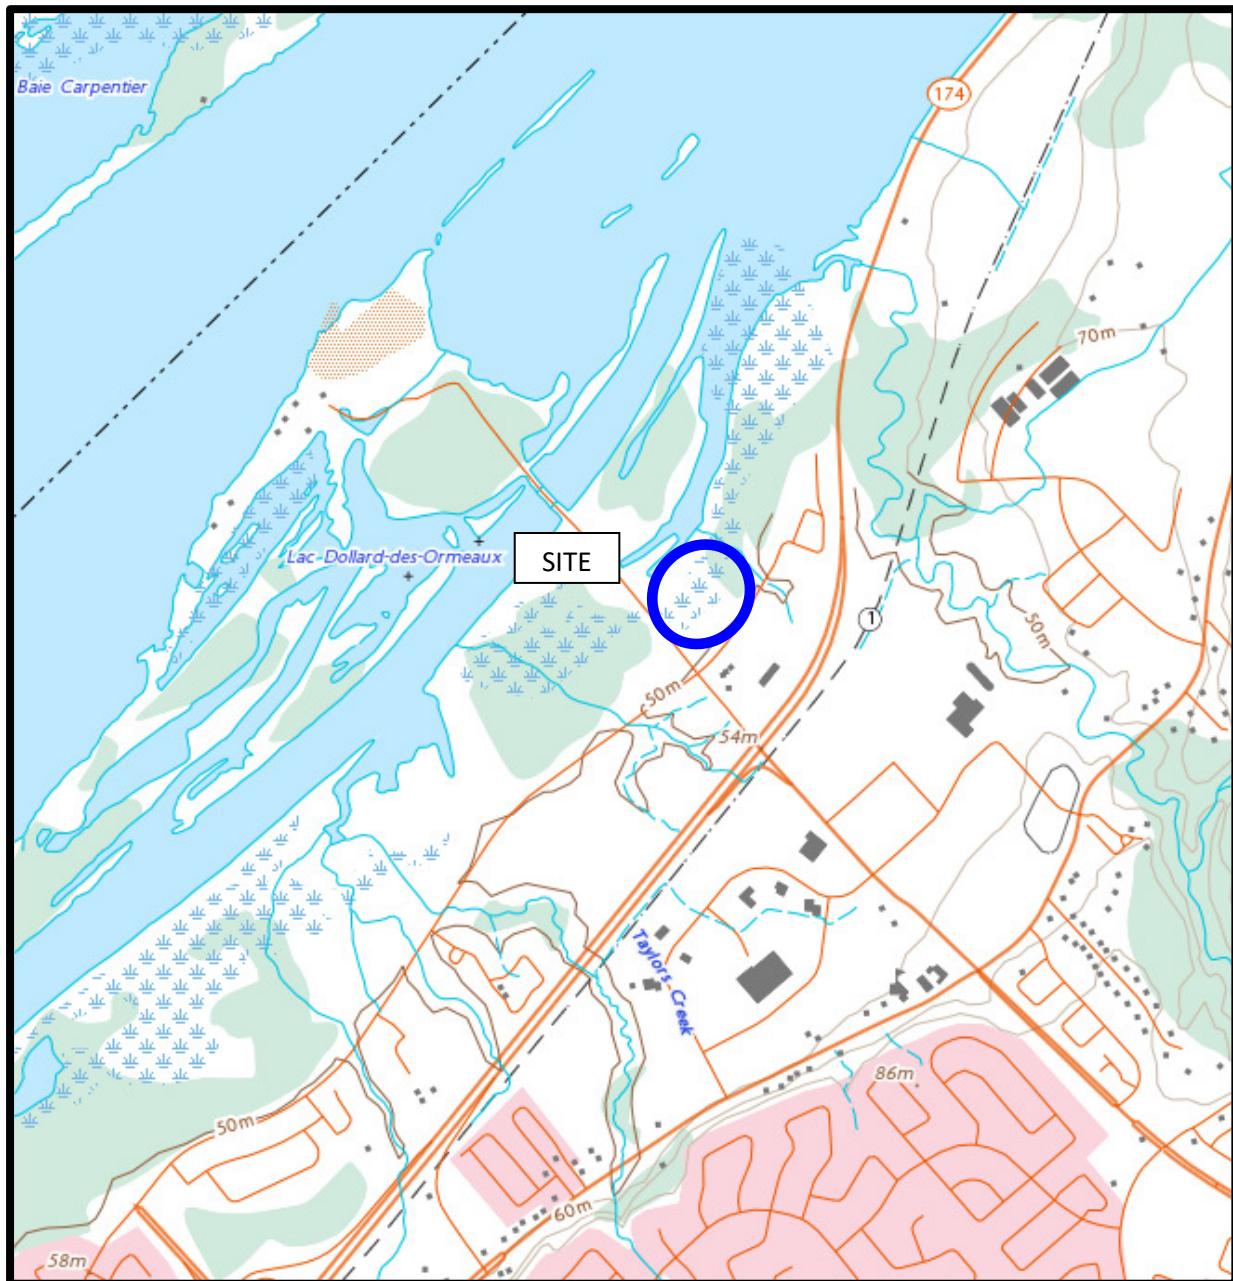 Baie Carpentier
174
70m
SITE
Lac Dollard-des-Ormeaux
1
50m
50m
54m
Taylors Creek
86m
50m
60m
58m